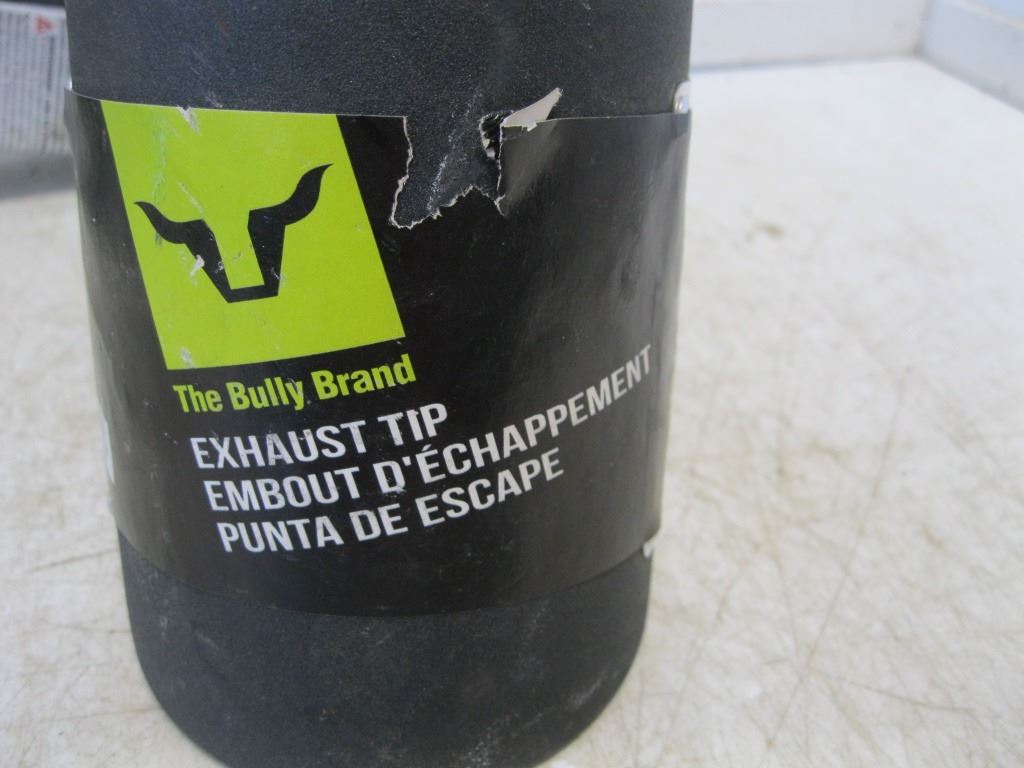 The Bully Brand
EXHAUST TIP
EMBOUT D'ÉCHAPPEMENT
PUNTA DE ESCAPE